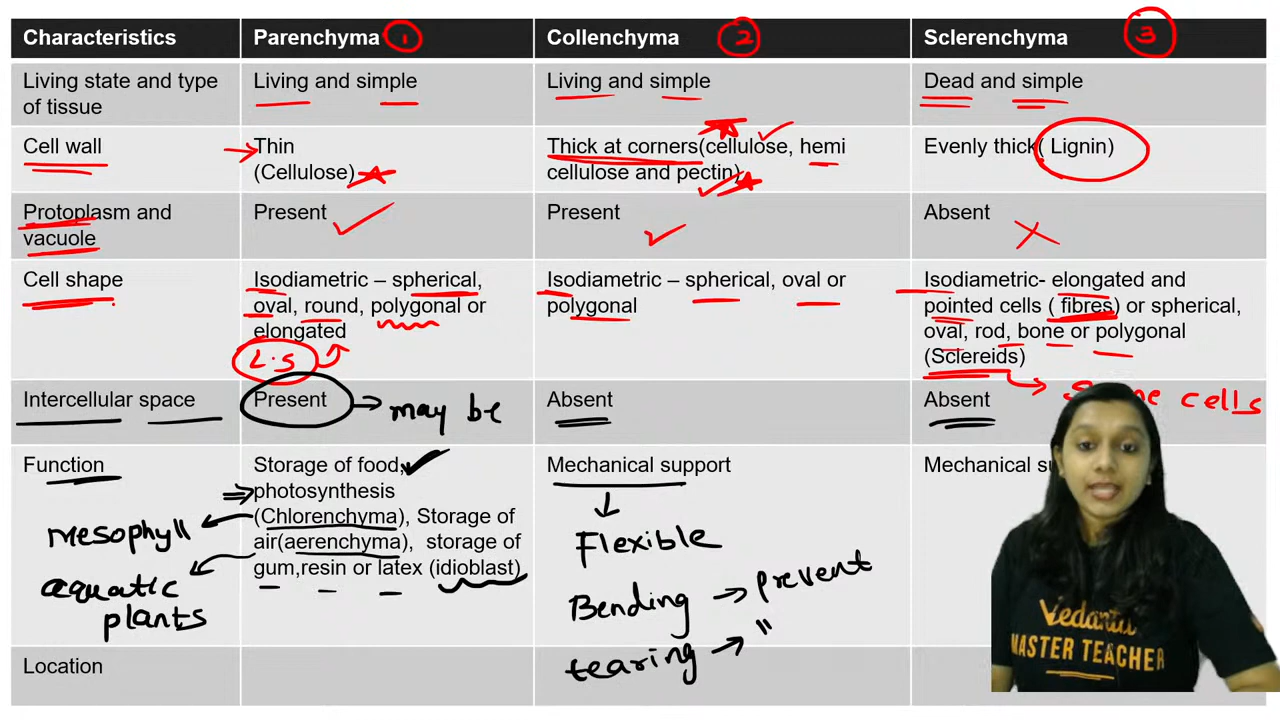 Characteristics
Parenchyma 1
Collenchyma 2
Sclerenchyma 3
Living state and type
of tissue
Living and simple
Living and simple
Dead and simple
Cell wall
Thin
(Cellulose)
Thick at corners(cellulose, hemi
cellulose and pectin)
Evenly thick( Lignin)
Protoplasm and
vacuole
Present
Present
Absent
Cell shape
Isodiametric – spherical,
oval, round, polygonal or
elongated
L.S
Isodiametric – spherical, oval or
polygonal
Isodiametric- elongated and
pointed cells ( fibres) or spherical,
oval, rod, bone or polygonal
(Sclereids)
cells
Intercellular space
Present
may be
Absent
Absent
Function
Storage of food,
photosynthesis
(Chlorenchyma), Storage of
air(aerenchyma), storage of
gum,resin or latex (idioblast)
mesophyll
aquatic
plants
Mechanical support
Flexible
Bending → prevent
tearing → "
Mechanical
Location
Vedantu
MASTER TEACHER